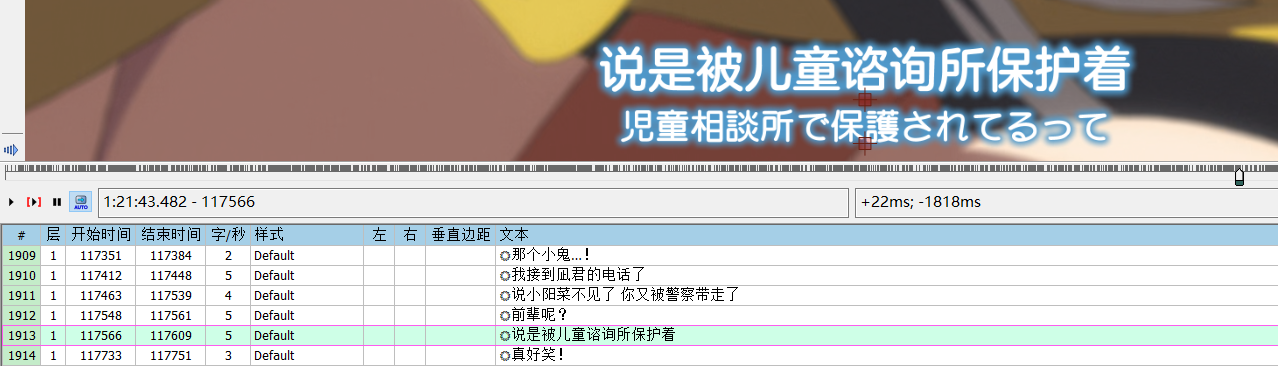 说是被儿童谘询所保护着
児童相談所で保護されてるって
AUTO 1:21:43.482 - 117566 +22ms; -1818ms
# 层 开始时间 结束时间 字/秒 样式 左 右 垂直边距 文本
1909 1 117351 117384 2 Default 那个小鬼...!
1910 1 117412 117448 5 Default 我接到凪君的电话了
1911 1 117463 117539 4 Default 说小阳菜不见了 你又被警察带走了
1912 1 117548 117561 5 Default 前辈呢?
1913 1 117566 117609 5 Default 说是被儿童谘询所保护着
1914 1 117733 117751 3 Default 真好笑!